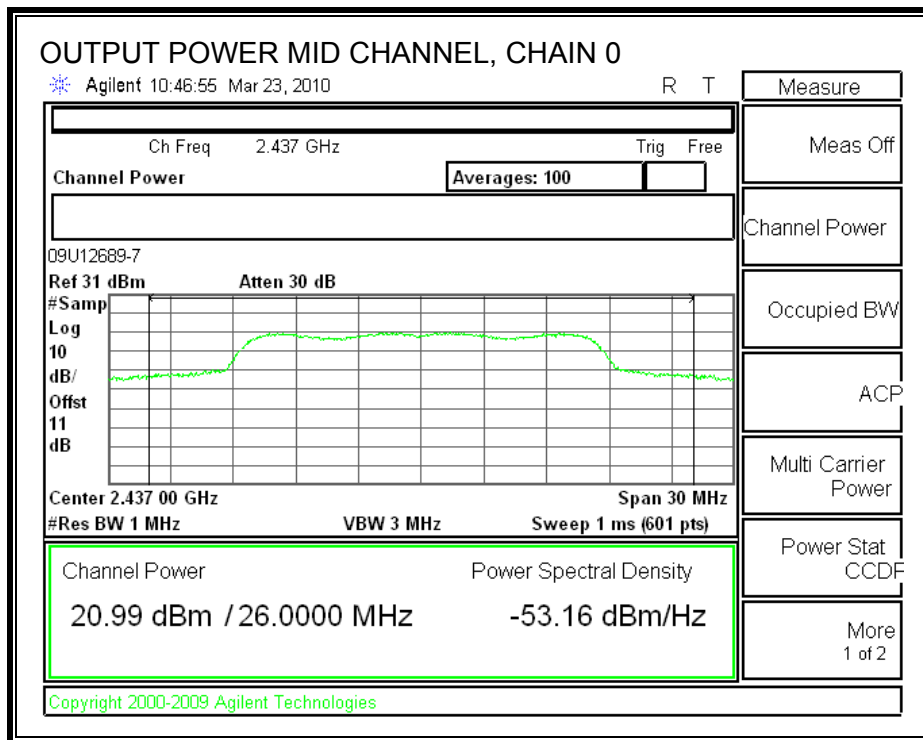 OUTPUT POWER MID CHANNEL, CHAIN 0
Agilent 10:46:55 Mar 23, 2010 R T
Ch Freq 2.437 GHz Trig Free
Channel Power Averages: 100
09U12689-7
Ref 31 dBm Atten 30 dB
#Samp
Log
10
dB/
Offst
11
dB
Center 2.437 00 GHz Span 30 MHz
#Res BW 1 MHz VBW 3 MHz Sweep 1 ms (601 pts)
Channel Power Power Spectral Density
20.99 dBm / 26.0000 MHz -53.16 dBm/Hz
Copyright 2000-2009 Agilent Technologies
Measure
Meas Off
Channel Power
Occupied BW
ACP
Multi Carrier
Power
Power Stat
CCDF
More
1 of 2